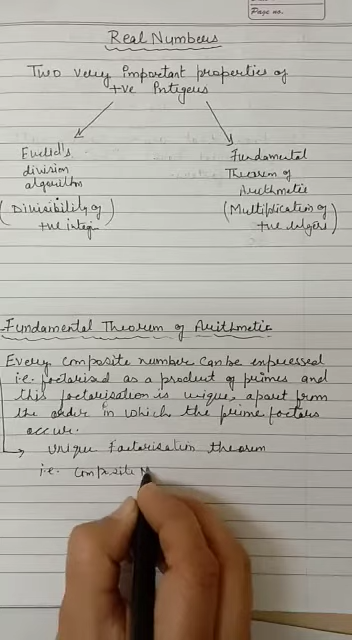 Page no.
Real Numbers
Two very important properties of
+ve Integers
Euclid's
division
algorithm
(Divisibility of
+ve integ)
Fundamental
Theorem of
Arithmetic
(Multiplication of
+ve Integers)
Fundamental Theorem of Arithmetic
Every composite number can be expressed
i.e. factorised as a product of primes and
this factorisation is unique, apart from
the order in which the prime factors
occur.
unique Factorisation theorem
i.e. Composite N